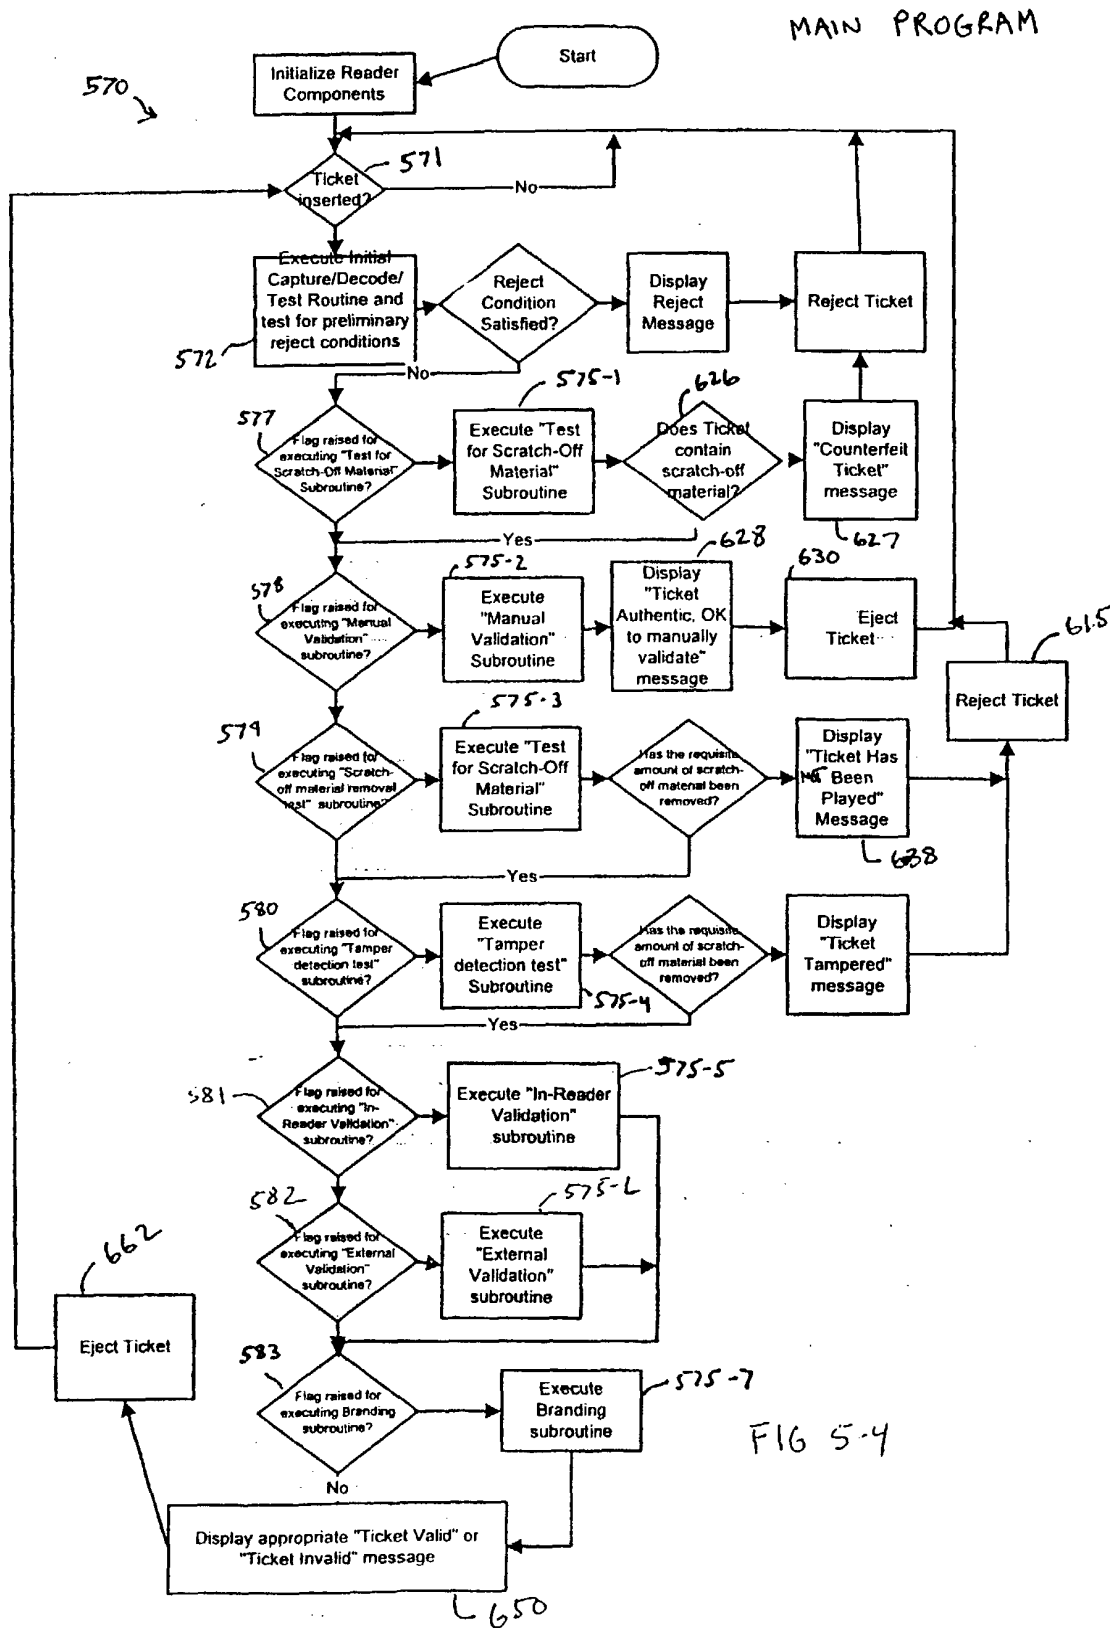 MAIN PROGRAM
Start
Initialize Reader
Components
570
571
Ticket
inserted?
No
Execute Initial
Capture/Decode/
Test Routine and
test for preliminary
reject conditions
572
Reject
Condition
Satisfied?
Display
Reject
Message
Reject Ticket
No
577
Flag raised for
executing "Test for
Scratch-Off Material"
Subroutine?
575-1
Execute "Test
for Scratch-Off
Material"
Subroutine
626
Does Ticket
contain
scratch-off
material?
Display
"Counterfeit
Ticket"
message
627
Yes
578
Flag raised for
executing "Manual
Validation"
subroutine?
575-2
Execute
"Manual
Validation"
Subroutine
628
Display
"Ticket
Authentic, OK
to manually
validate"
message
630
Eject
Ticket
615
Reject Ticket
579
Flag raised for
executing "Scratch-
off material removal
test" subroutine?
575-3
Execute "Test
for Scratch-Off
Material"
Subroutine
Has the requisite
amount of scratch-
off material been
removed?
Display
"Ticket Has
Not Been
Played"
Message
638
Yes
580
Flag raised for
executing "Tamper
detection test"
subroutine?
Execute
"Tamper
detection test"
Subroutine
575-4
Has the requisite
amount of scratch-
off material been
removed?
Display
"Ticket
Tampered"
message
Yes
581
Flag raised for
executing "In-
Reader Validation"
subroutine?
575-5
Execute "In-Reader
Validation"
subroutine
582
Flag raised for
executing "External
Validation"
subroutine?
575-6
Execute
"External
Validation"
subroutine
662
Eject Ticket
583
Flag raised for
executing Branding
subroutine?
Execute
Branding
subroutine
575-7
FIG 5-4
No
Display appropriate "Ticket Valid" or
"Ticket Invalid" message
650